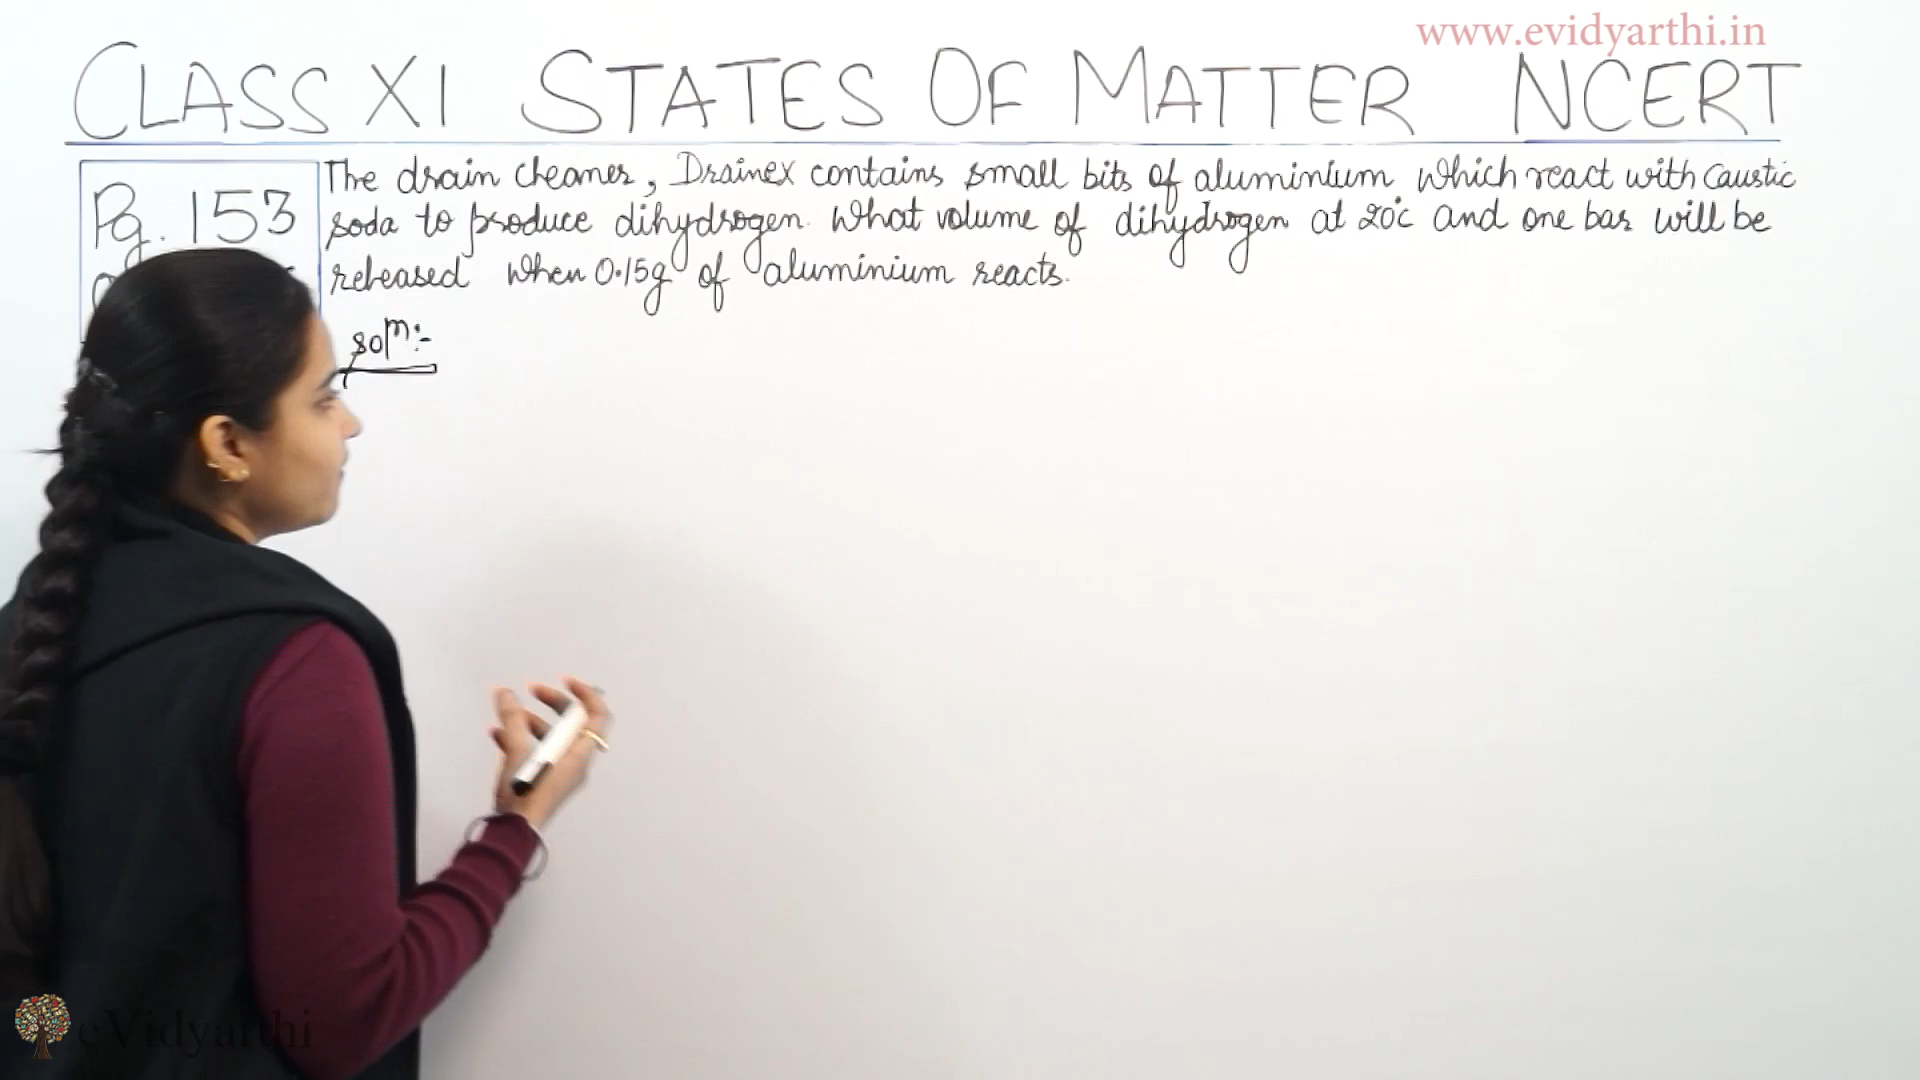 www.evidyarthi.in
CLASS XI STATES OF MATTER NCERT
Pg. 153
The drain cleaner, Drainex contains small bits of aluminium which react with caustic
soda to produce dihydrogen. What volume of dihydrogen at 20°C and one bar will be
released when 0.15g of aluminium reacts.
Soln:-
eVidyarthi